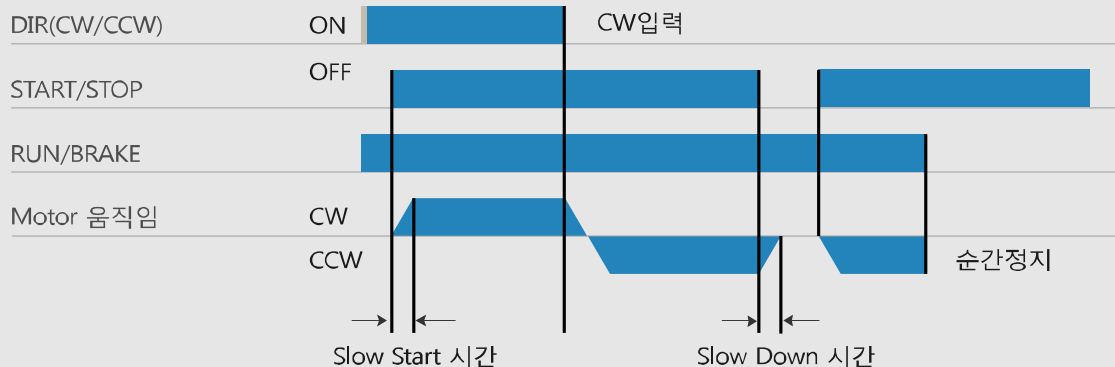 DIR(CW/CCW) ON CW입력
OFF
START/STOP
RUN/BRAKE
Motor 움직임 CW
CCW 순간정지
Slow Start 시간 Slow Down 시간